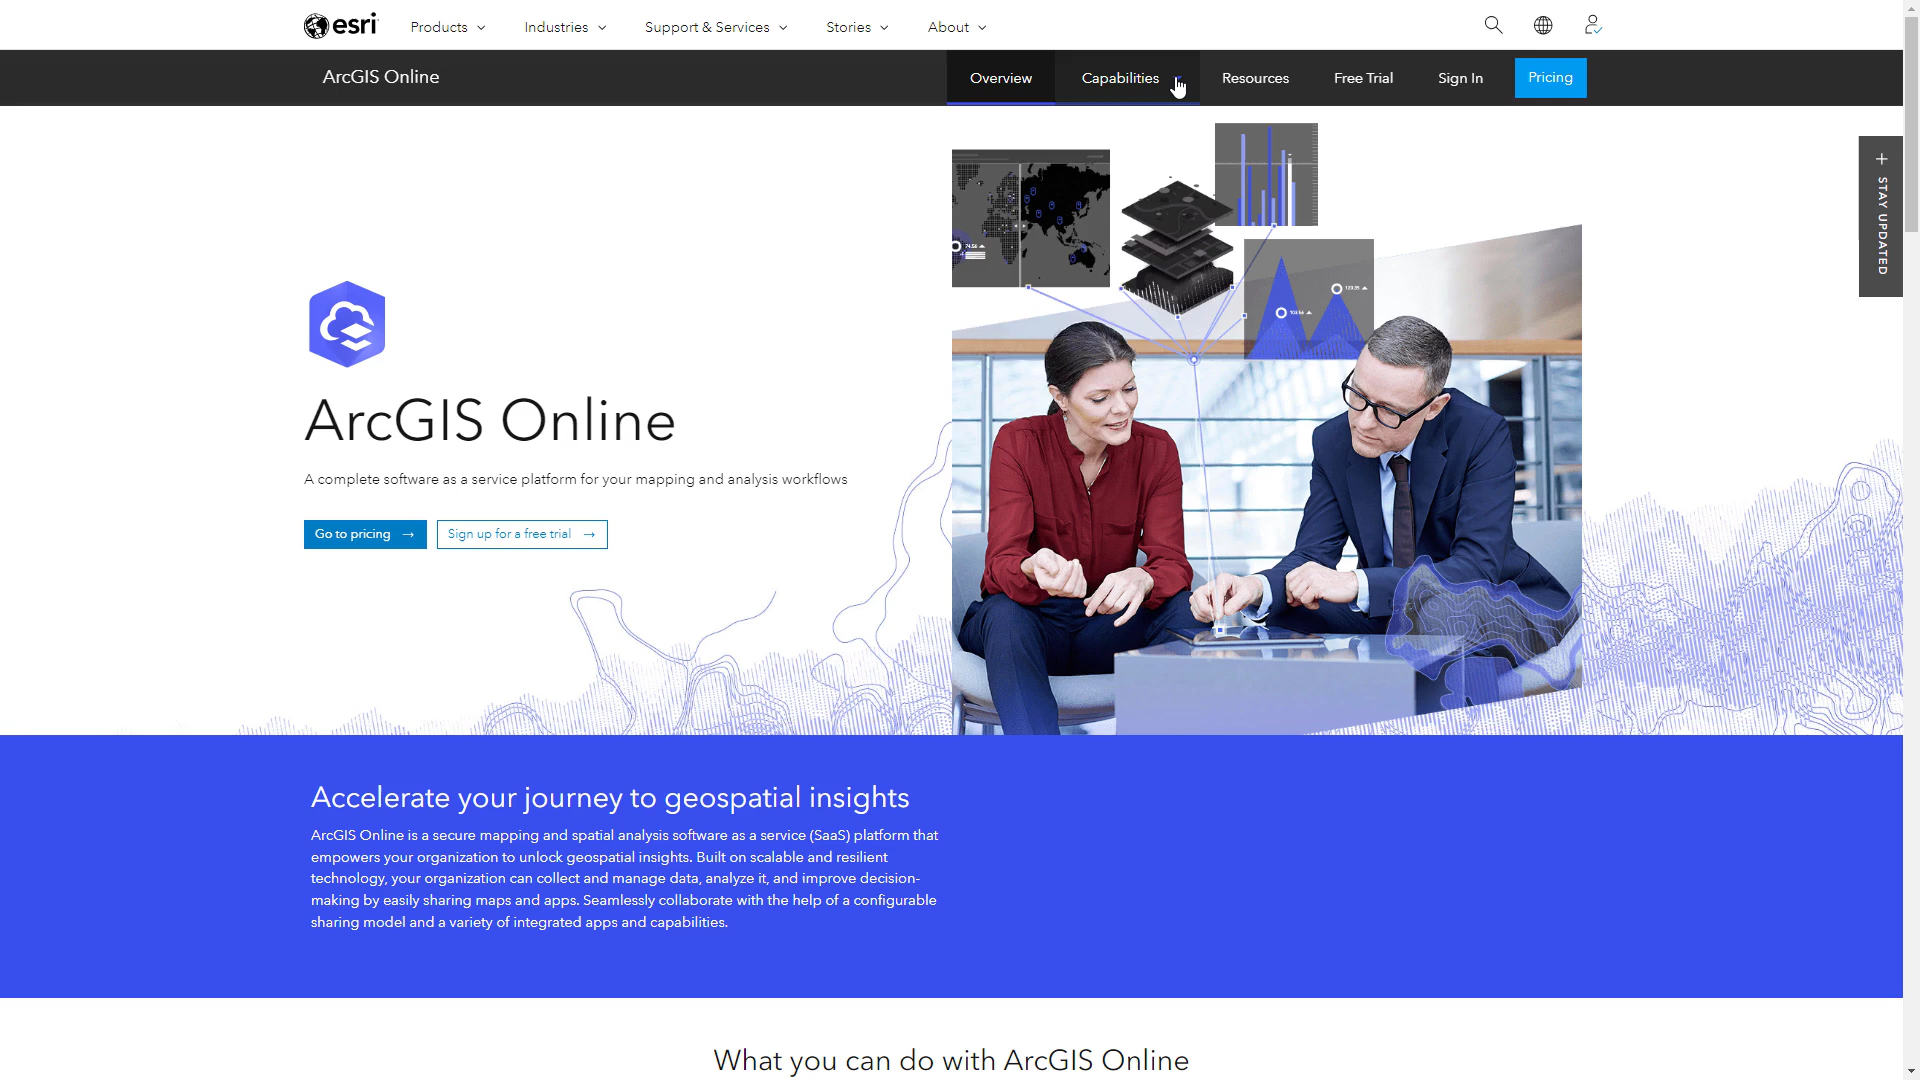 esri
Products
Industries
Support & Services
Stories
About
ArcGIS Online
Overview
Capabilities
Resources
Free Trial
Sign In
Pricing
+ STAY UPDATED
74.56
123.35
103.66
ArcGIS Online
A complete software as a service platform for your mapping and analysis workflows
Go to pricing →
Sign up for a free trial →
Accelerate your journey to geospatial insights
ArcGIS Online is a secure mapping and spatial analysis software as a service (SaaS) platform that
empowers your organization to unlock geospatial insights. Built on scalable and resilient
technology, your organization can collect and manage data, analyze it, and improve decision-
making by easily sharing maps and apps. Seamlessly collaborate with the help of a configurable
sharing model and a variety of integrated apps and capabilities.
What you can do with ArcGIS Online